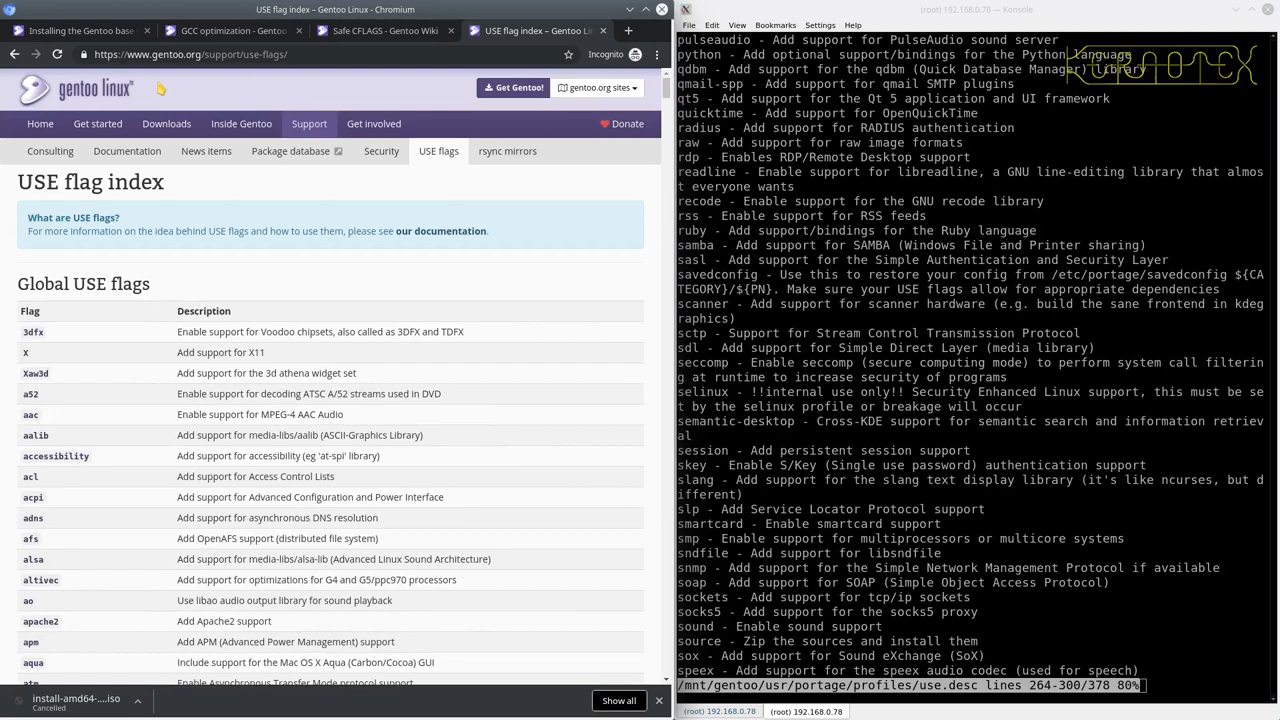 USE flag index – Gentoo Linux - Chromium
Installing the Gentoo base
GCC optimization - Gentoo
Safe CFLAGS - Gentoo Wiki
USE flag index – Gentoo Lin
https://www.gentoo.org/support/use-flags/
Incognito
gentoo linux
Get Gentoo!
gentoo.org sites
Home
Get started
Downloads
Inside Gentoo
Support
Get involved
Donate
Consulting
Documentation
News items
Package database
Security
USE flags
rsync mirrors
USE flag index
What are USE flags?
For more information on the idea behind USE flags and how to use them, please see our documentation.
Global USE flags
Flag Description
3dfx Enable support for Voodoo chipsets, also called as 3DFX and TDFX
X Add support for X11
Xaw3d Add support for the 3d athena widget set
a52 Enable support for decoding ATSC A/52 streams used in DVD
aac Enable support for MPEG-4 AAC Audio
aalib Add support for media-libs/aalib (ASCII-Graphics Library)
accessibility Add support for accessibility (eg 'at-spi' library)
acl Add support for Access Control Lists
acpi Add support for Advanced Configuration and Power Interface
adns Add support for asynchronous DNS resolution
afs Add OpenAFS support (distributed file system)
alsa Add support for media-libs/alsa-lib (Advanced Linux Sound Architecture)
altivec Add support for optimizations for G4 and G5/ppc970 processors
ao Use libao audio output library for sound playback
apache2 Add Apache2 support
apm Add APM (Advanced Power Management) support
aqua Include support for the Mac OS X Aqua (Carbon/Cocoa) GUI
atm Enable Asynchronous Transfer Mode protocol support
install-amd64-....iso
Cancelled
Show all
(root) 192.168.0.78 — Konsole
File Edit View Bookmarks Settings Help
pulseaudio - Add support for PulseAudio sound server
python - Add optional support/bindings for the Python language
qdbm - Add support for the qdbm (Quick Database Manager) library
qmail-spp - Add support for qmail SMTP plugins
qt5 - Add support for the Qt 5 application and UI framework
quicktime - Add support for OpenQuickTime
radius - Add support for RADIUS authentication
raw - Add support for raw image formats
rdp - Enables RDP/Remote Desktop support
readline - Enable support for libreadline, a GNU line-editing library that almos
t everyone wants
recode - Enable support for the GNU recode library
rss - Enable support for RSS feeds
ruby - Add support/bindings for the Ruby language
samba - Add support for SAMBA (Windows File and Printer sharing)
sasl - Add support for the Simple Authentication and Security Layer
savedconfig - Use this to restore your config from /etc/portage/savedconfig ${CA
TEGORY}/${PN}. Make sure your USE flags allow for appropriate dependencies
scanner - Add support for scanner hardware (e.g. build the sane frontend in kdeg
raphics)
sctp - Support for Stream Control Transmission Protocol
sdl - Add support for Simple Direct Layer (media library)
seccomp - Enable seccomp (secure computing mode) to perform system call filterin
g at runtime to increase security of programs
selinux - !!internal use only!! Security Enhanced Linux support, this must be se
t by the selinux profile or breakage will occur
semantic-desktop - Cross-KDE support for semantic search and information retriev
al
session - Add persistent session support
skey - Enable S/Key (Single use password) authentication support
slang - Add support for the slang text display library (it's like ncurses, but d
ifferent)
slp - Add Service Locator Protocol support
smartcard - Enable smartcard support
smp - Enable support for multiprocessors or multicore systems
sndfile - Add support for libsndfile
snmp - Add support for the Simple Network Management Protocol if available
soap - Add support for SOAP (Simple Object Access Protocol)
sockets - Add support for tcp/ip sockets
socks5 - Add support for the socks5 proxy
sound - Enable sound support
source - Zip the sources and install them
sox - Add support for Sound eXchange (SoX)
speex - Add support for the speex audio codec (used for speech)
/mnt/gentoo/usr/portage/profiles/use.desc lines 264-300/378 80%
(root) 192.168.0.78
(root) 192.168.0.78